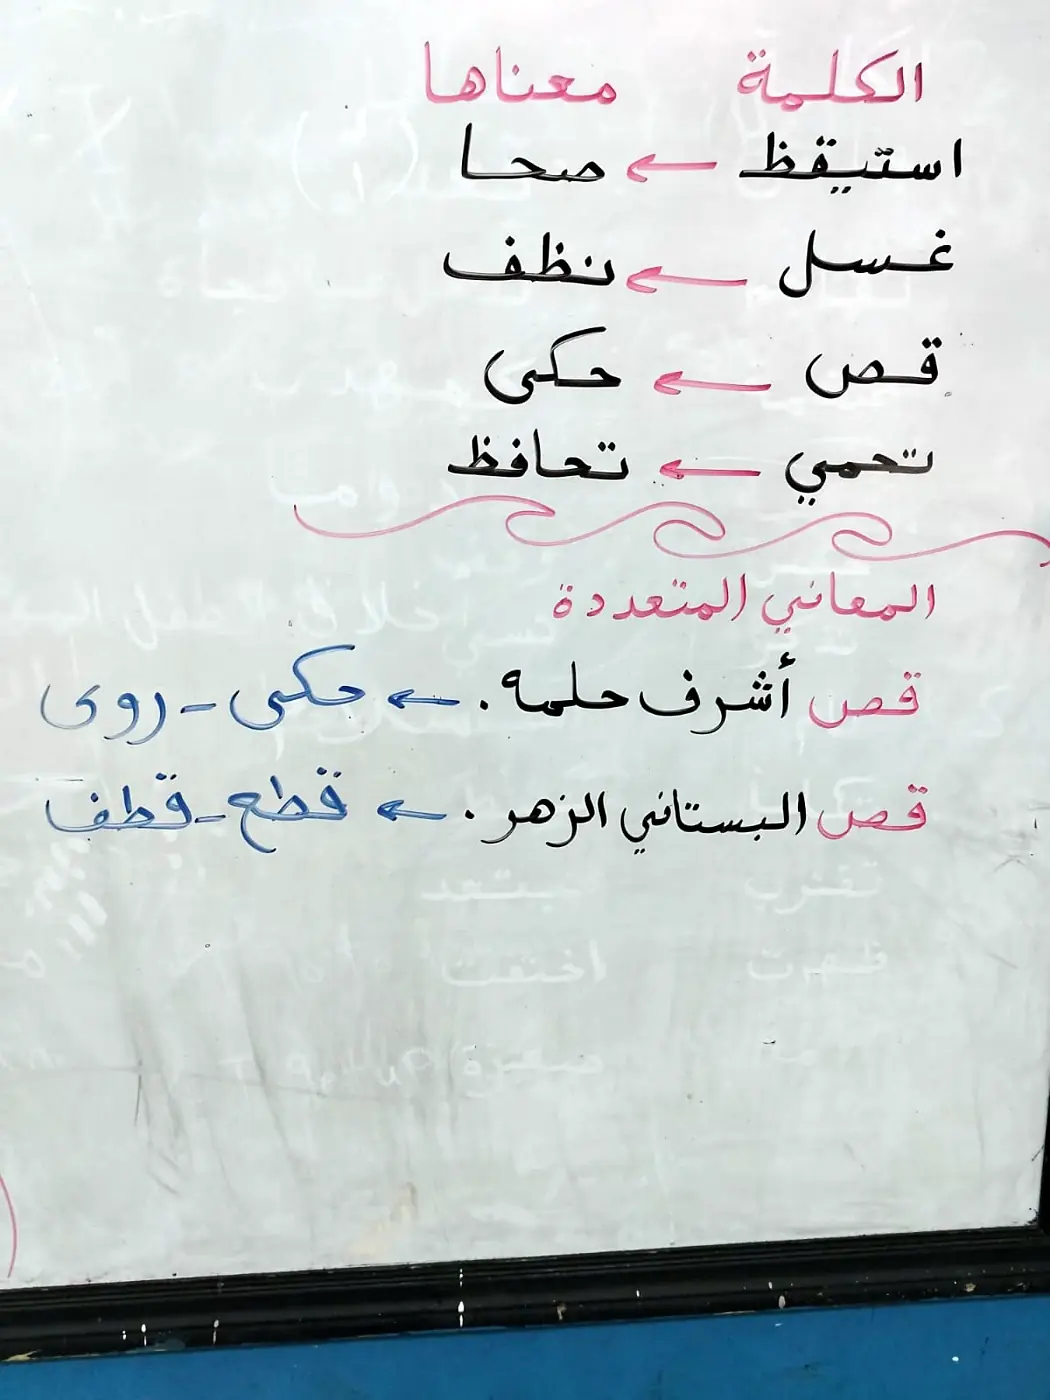 الكلمة معناها
استيقظ ← صحا
غسل ← نظف
قص ← حكى
تحمي ← تحافظ
المعاني المتعددة
قص أشرف حلمه . ← حكى - روى
قص البستاني الزهر . ← قطع - قطف